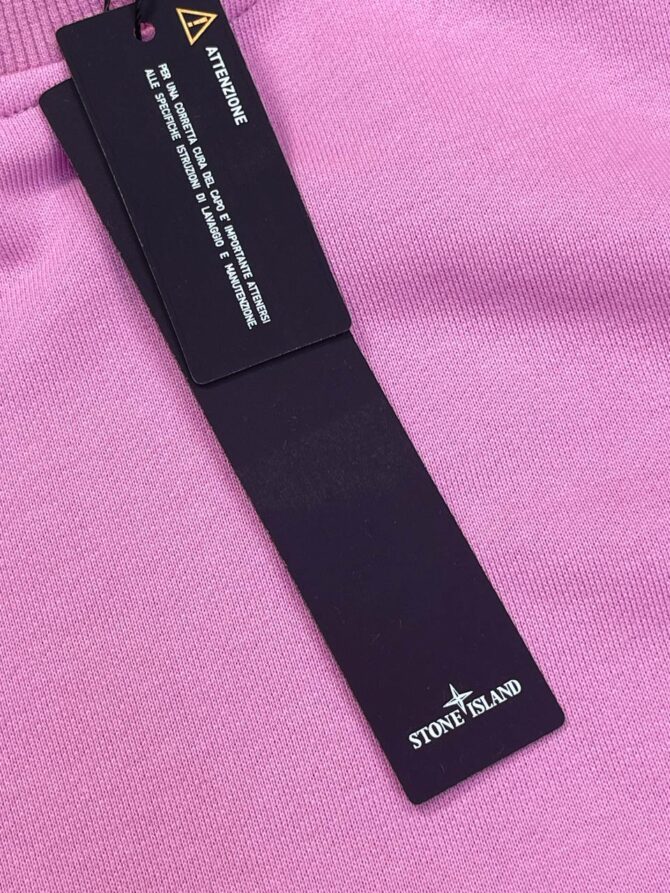 ATTENZIONE
PER UNA CORRETTA CURA DEL CAPO E' IMPORTANTE ATTENERSI
ALLE SPECIFICHE ISTRUZIONI DI LAVAGGIO E MANUTENZIONE.
STONE ISLAND